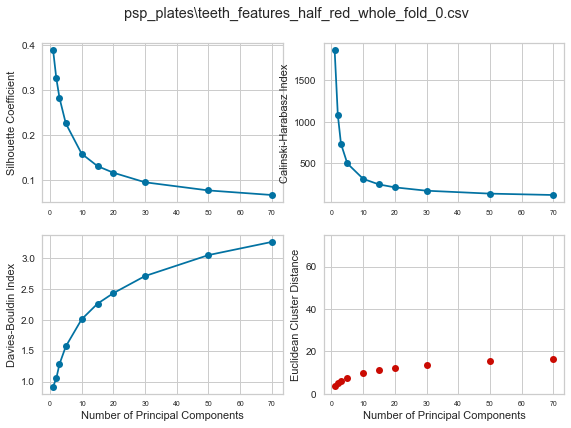 psp_plates\teeth_features_half_red_whole_fold_0.csv
Silhouette Coefficient
0.4
0.3
0.2
0.1
0 10 20 30 40 50 60 70
Calinski-Harabasz Index
1500
1000
500
0 10 20 30 40 50 60 70
Davies-Bouldin Index
3.0
2.5
2.0
1.5
1.0
0 10 20 30 40 50 60 70
Number of Principal Components
Euclidean Cluster Distance
60
40
20
0
0 10 20 30 40 50 60 70
Number of Principal Components